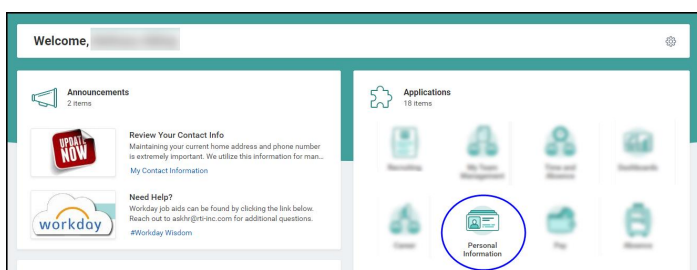 Welcome,
Announcements
2 items
UPDATE
NOW
Review Your Contact Info
Maintaining your current home address and phone number
is extremely important. We utilize this information for man...
My Contact Information
workday
Need Help?
Workday job aids can be found by clicking the link below.
Reach out to askhr@rti-inc.com for additional questions.
#Workday Wisdom
Applications
18 items
Personal
Information